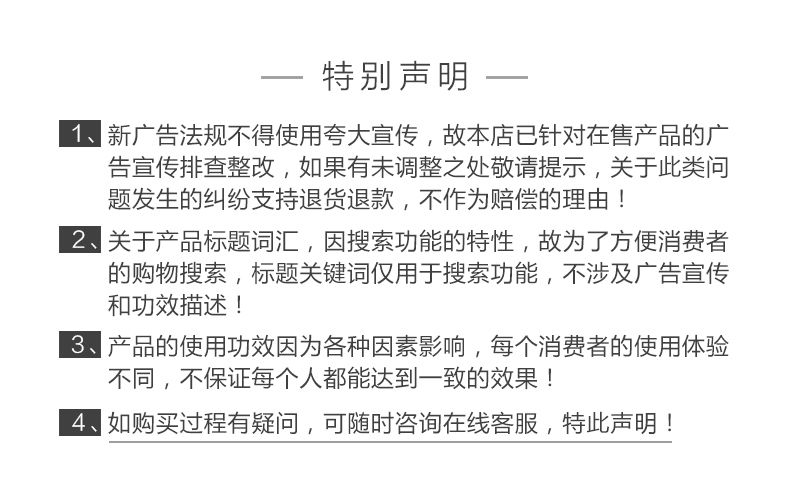 特别声明
1、新广告法规不得使用夸大宣传，故本店已针对在售产品的广
告宣传排查整改，如果有未调整之处敬请提示，关于此类问
题发生的纠纷支持退货退款，不作为赔偿的理由！
2、关于产品标题词汇，因搜索功能的特性，故为了方便消费者
的购物搜索，标题关键词仅用于搜索功能，不涉及广告宣传
和功效描述！
3、产品的使用功效因为各种因素影响，每个消费者的使用体验
不同，不保证每个人都能达到一致的效果！
4、如购买过程有疑问，可随时咨询在线客服，特此声明！